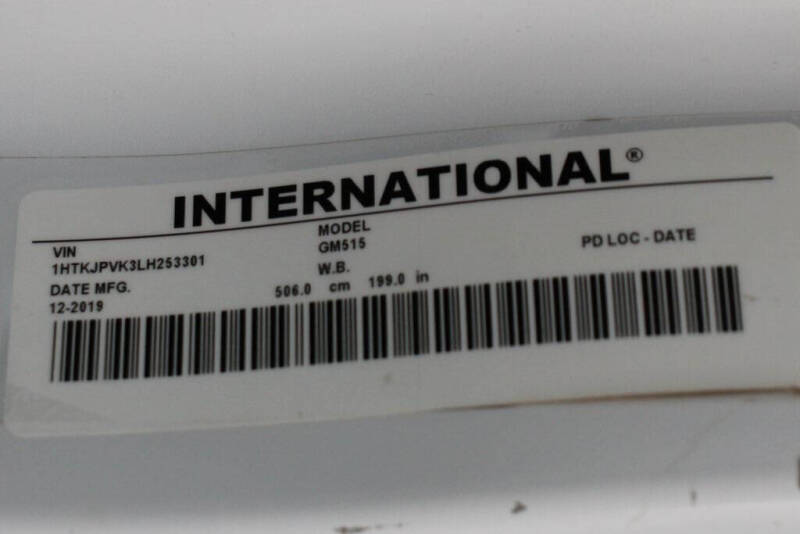 INTERNATIONAL®
VIN
1HTKJPVK3LH253301
MODEL
GM515
PD LOC - DATE
DATE MFG.
12-2019
W.B.
506.0 cm 199.0 in